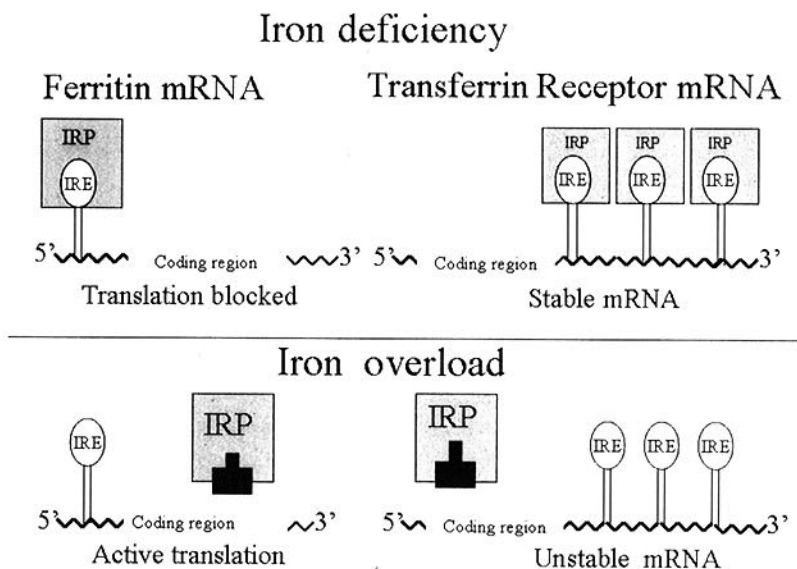 Iron deficiency
Ferritin mRNA Transferrin Receptor mRNA
IRP IRP IRP IRP
IRE IRE IRE IRE
5’ Coding region 3’ 5’ Coding region 3’
Translation blocked Stable mRNA
Iron overload
IRP IRP
IRE IRE IRE IRE
5’ Coding region 3’ 5’ Coding region 3’
Active translation Unstable mRNA